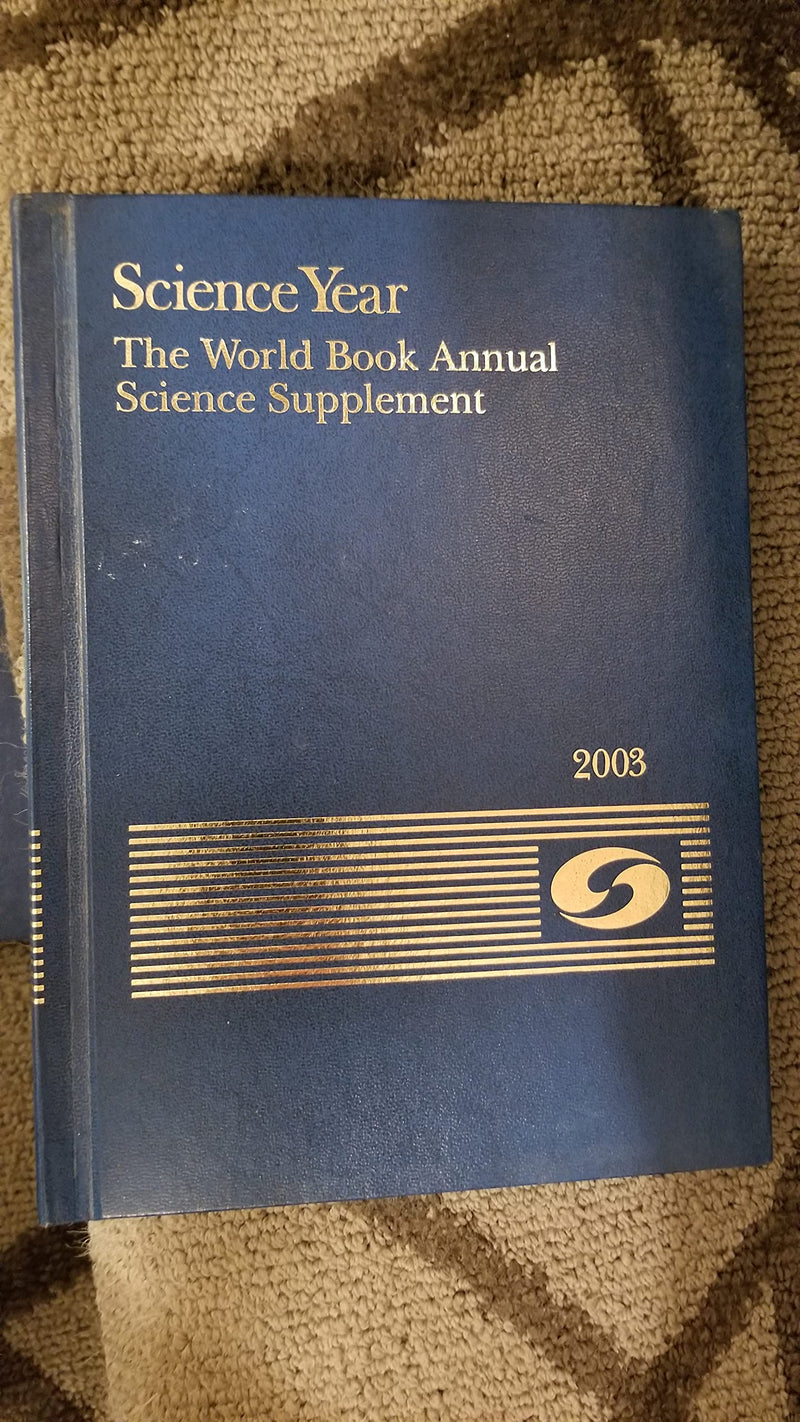 Science Year
The World Book Annual
Science Supplement
2003